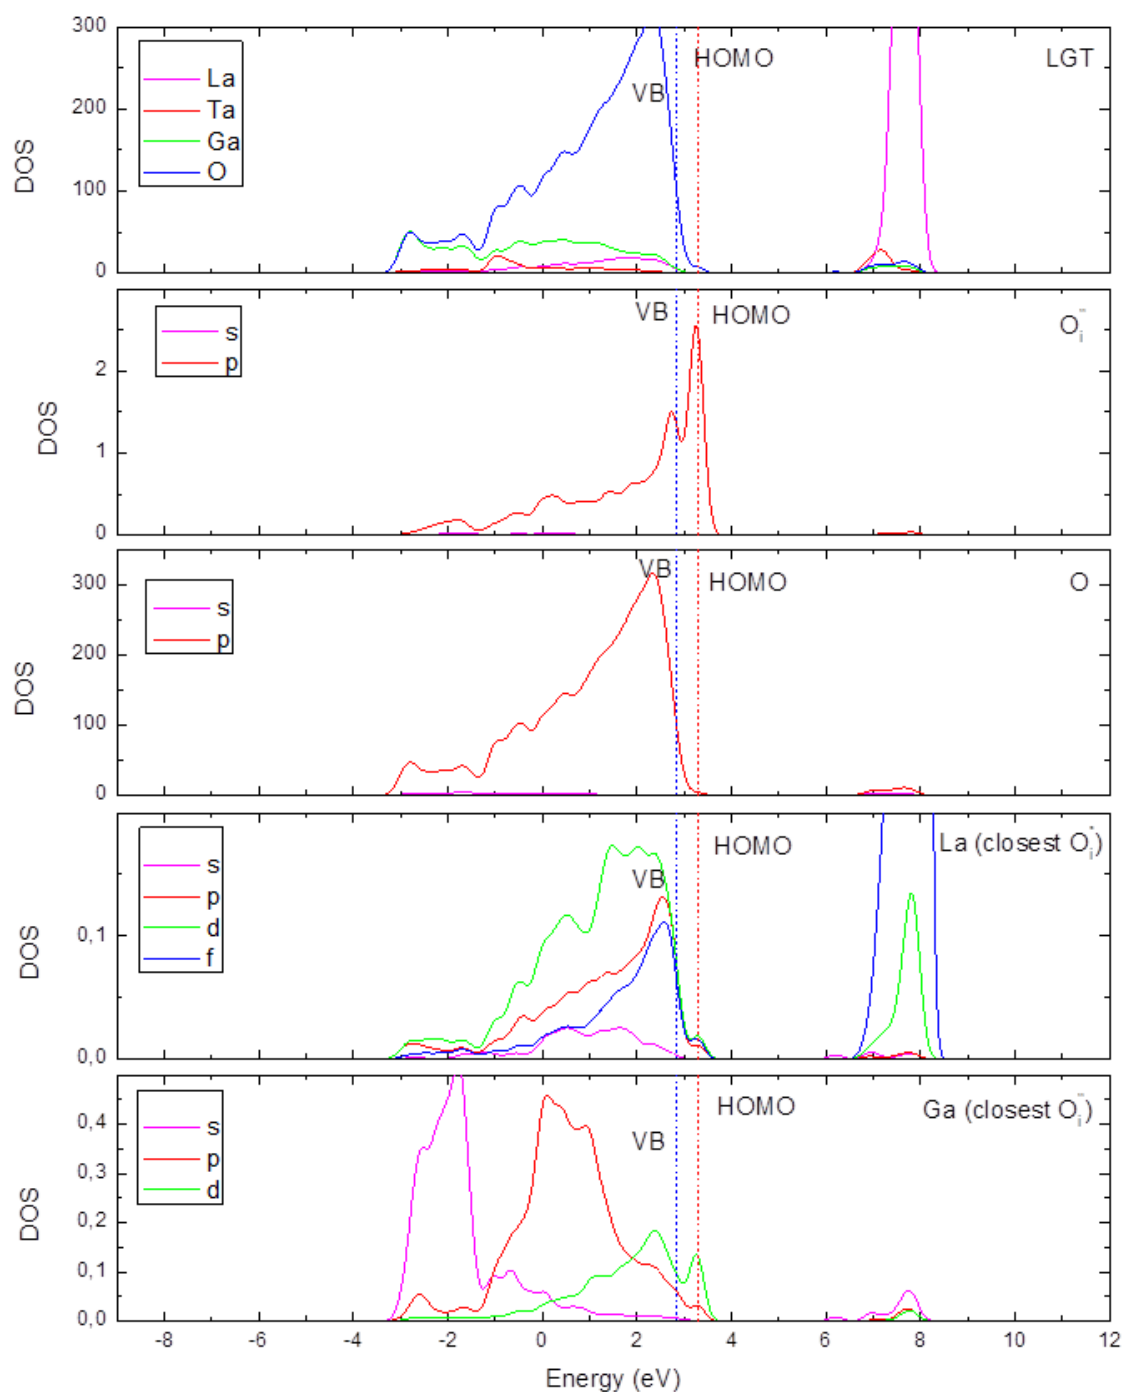 300
200
100
0
DOS
La
Ta
Ga
O
VB
HOMO
LGT
2
1
0
DOS
s
p
VB
HOMO
O_i^-
300
200
100
0
DOS
s
p
VB
HOMO
O
0,1
0,0
DOS
s
p
d
f
VB
HOMO
La (closest O_i^-)
0,4
0,3
0,2
0,1
0,0
DOS
s
p
d
VB
HOMO
Ga (closest O_i^-)
-8 -6 -4 -2 0 2 4 6 8 10 12
Energy (eV)